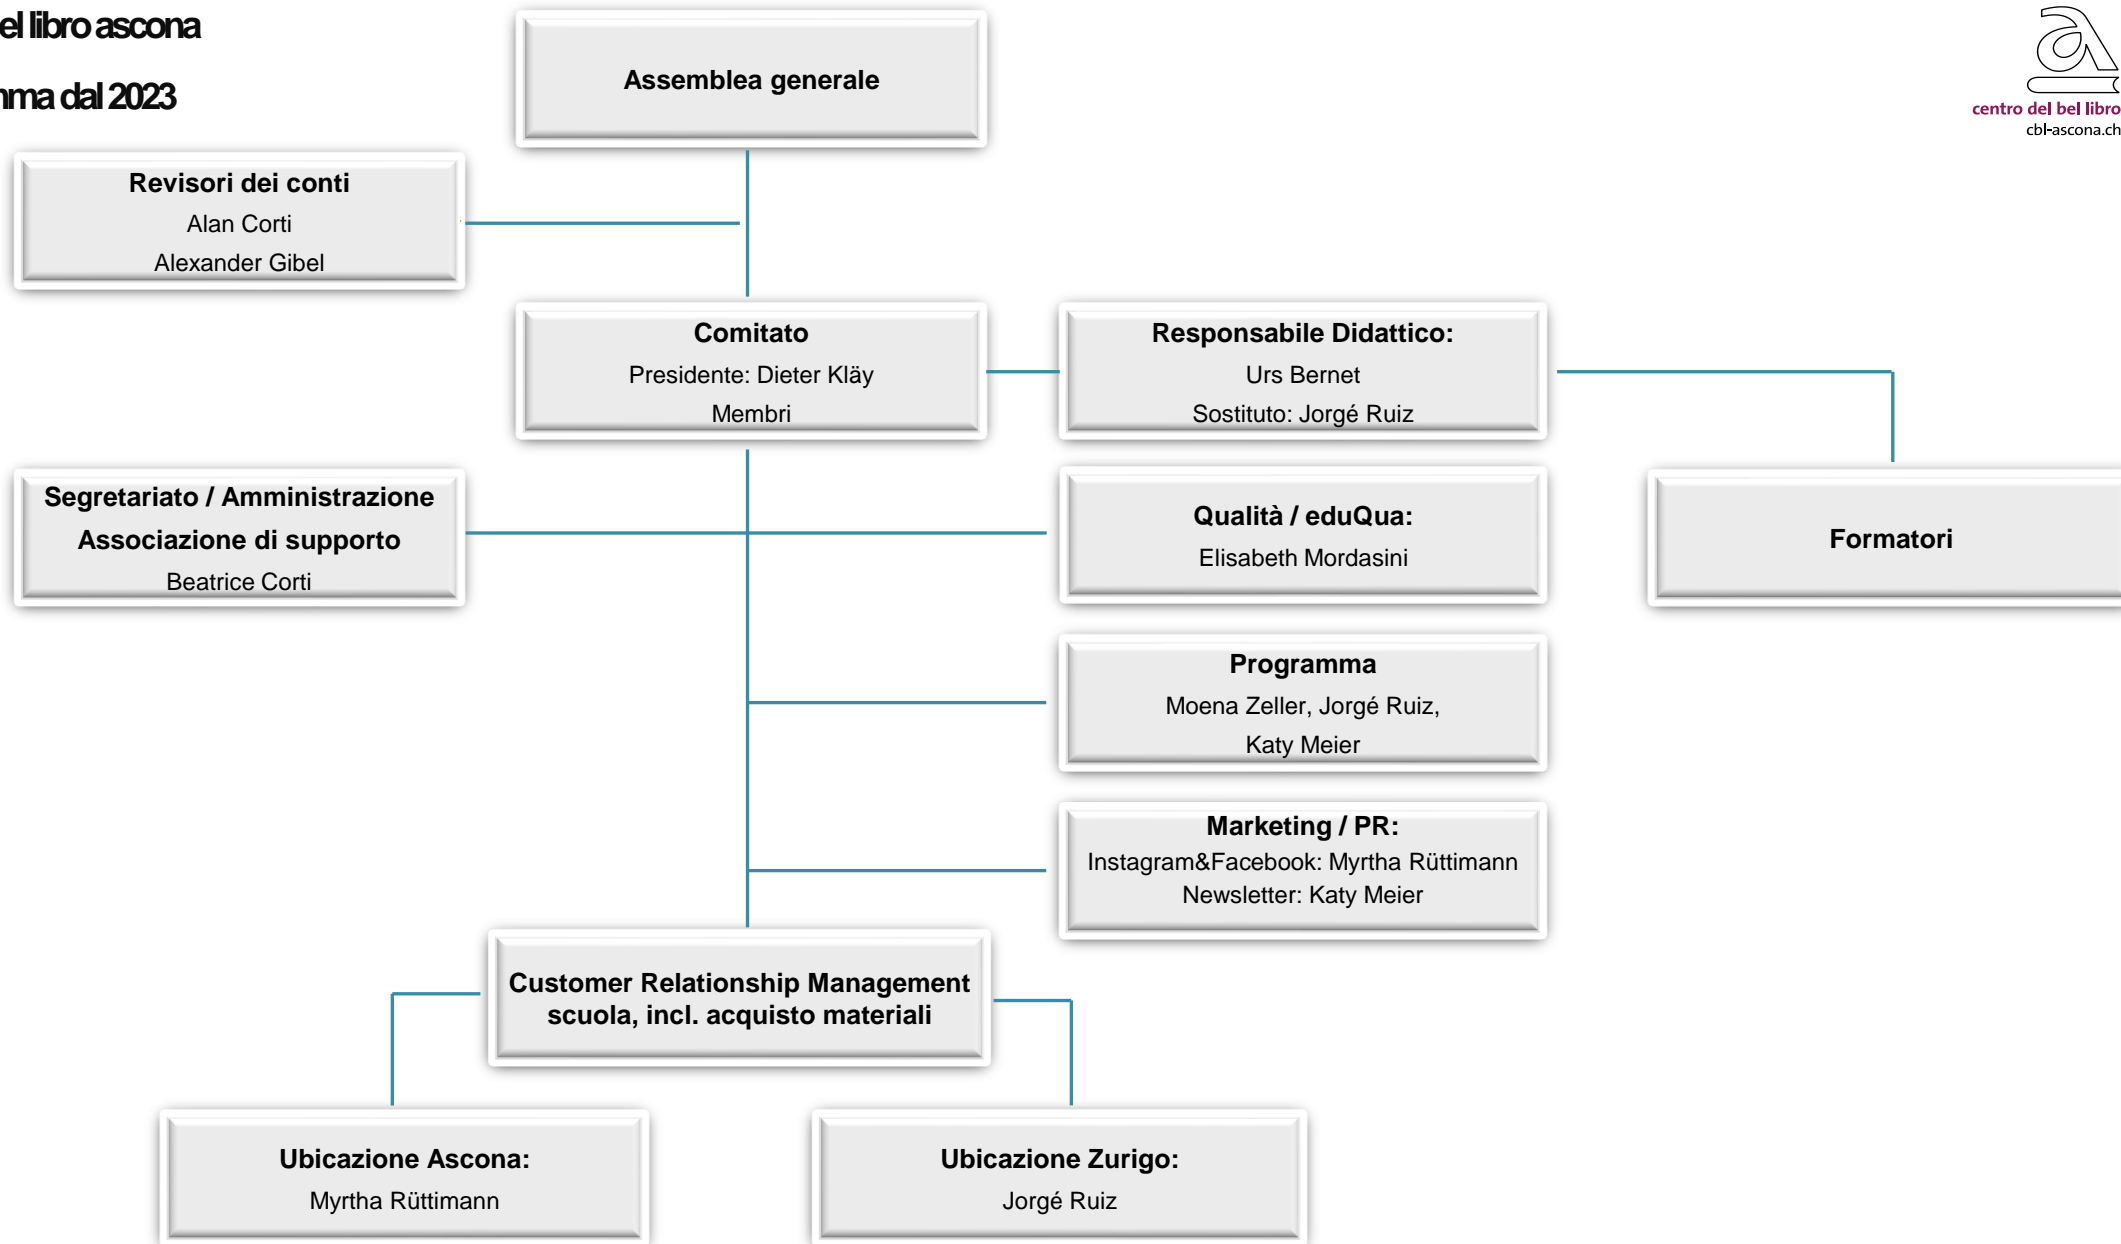 el libro ascona
mma dal 2023
centro del bel libro
cbl-ascona.ch
Assemblea generale
Revisori dei conti
Alan Corti
Alexander Gibel
Comitato
Presidente: Dieter Kläy
Membri
Responsabile Didattico:
Urs Bernet
Sostituto: Jorgé Ruiz
Segretariato / Amministrazione
Associazione di supporto
Beatrice Corti
Qualità / eduQua:
Elisabeth Mordasini
Formatori
Programma
Moena Zeller, Jorgé Ruiz,
Katy Meier
Marketing / PR:
Instagram&Facebook: Myrtha Rüttimann
Newsletter: Katy Meier
Customer Relationship Management
scuola, incl. acquisto materiali
Ubicazione Ascona:
Myrtha Rüttimann
Ubicazione Zurigo:
Jorgé Ruiz